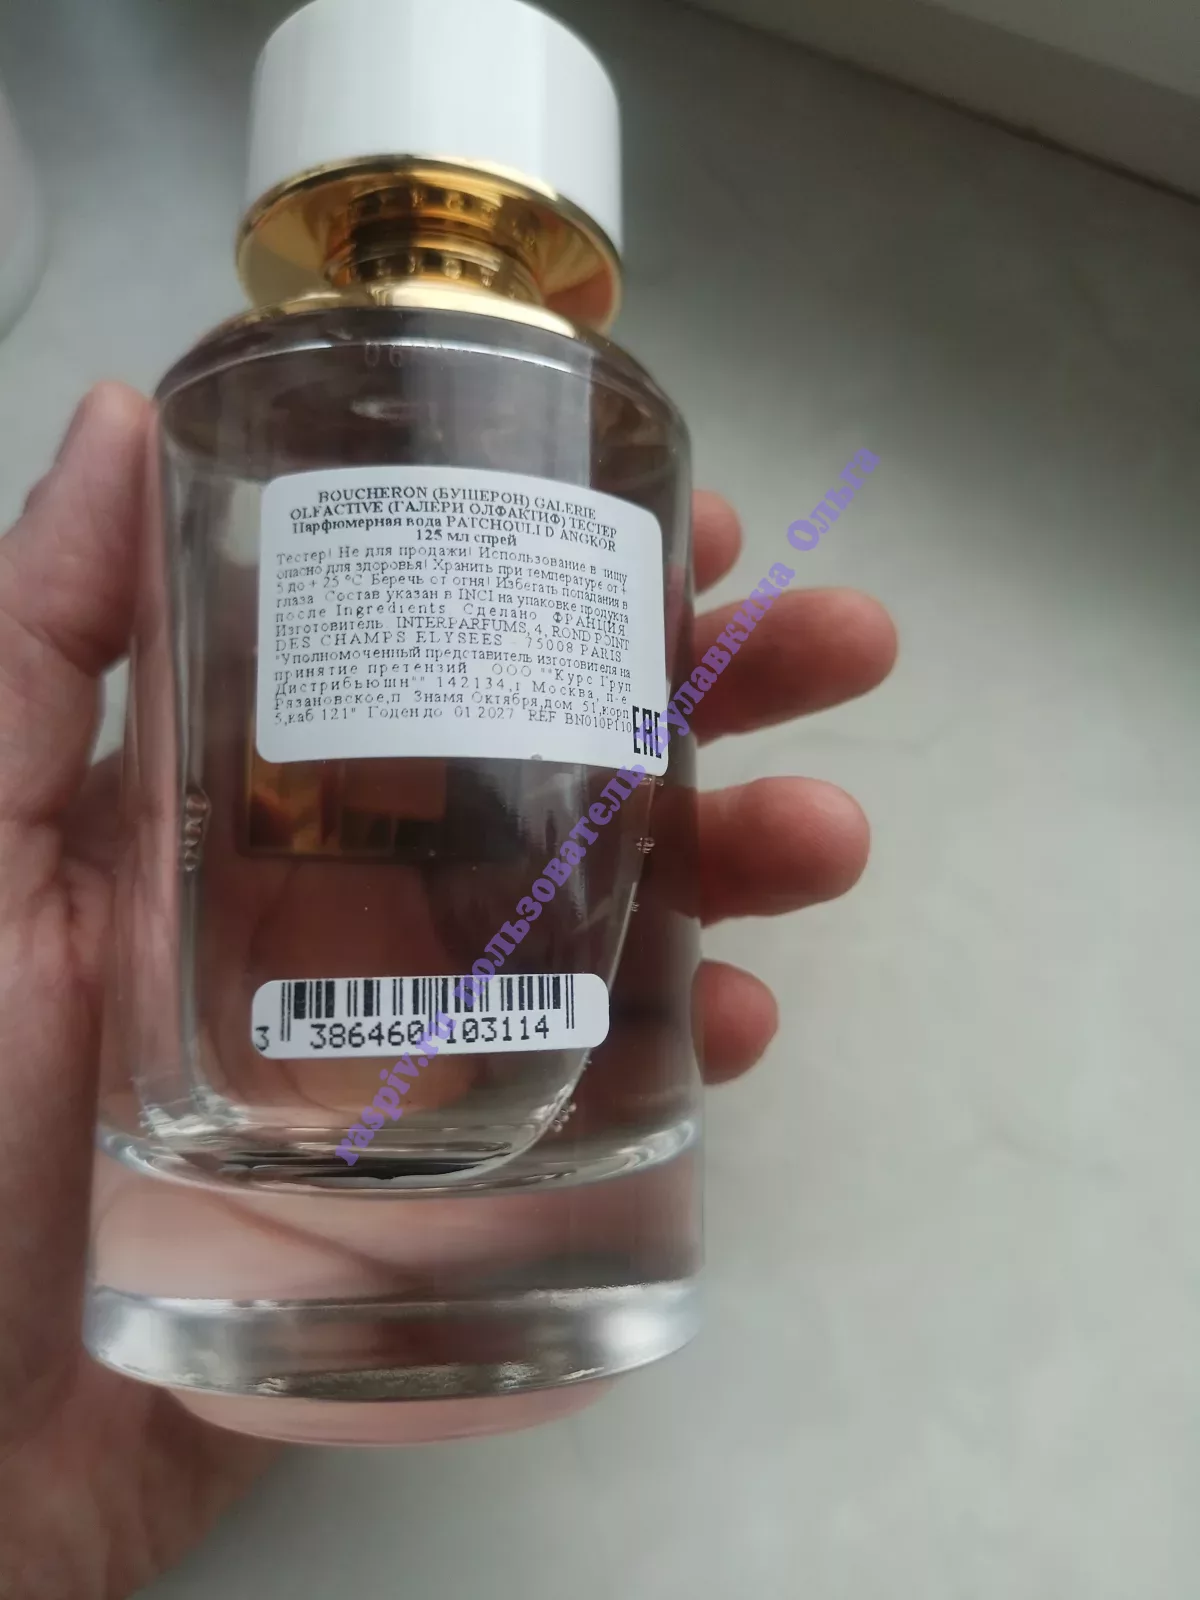 BOUCHERON (БУШЕРОН) GALERIE
OLFACTIVE (ГАЛЕРИ ОЛФАКТИФ) ТЕСТЕР
Парфюмерная вода PATCHOULI D ANGKOR
125 мл спрей
Тестер! Не для продажи! Использование в пищу
опасно для здоровья! Хранить при температуре от +
5 до + 25 °C. Беречь от огня! Избегать попадания в
глаза. Состав указан в INCI на упаковке продукта
после Ingredients. Сделано ФРАНЦИЯ.
Изготовитель. INTERPARFUMS, 4, ROND POINT
DES CHAMPS ELYSEES - 75008 PARIS
"Уполномоченный представитель изготовителя на
принятие претензий ООО ""Курс Груп
Дистрибьюшн"" 142134,г Москва, п-е
Рязановское,п Знамя Октября,дом 51,корп
5,каб 121" Годен до 01 2027 REF BN010P110
EAC
3 386460 103114
raspiv.ru пользователь Булавкина Ольга